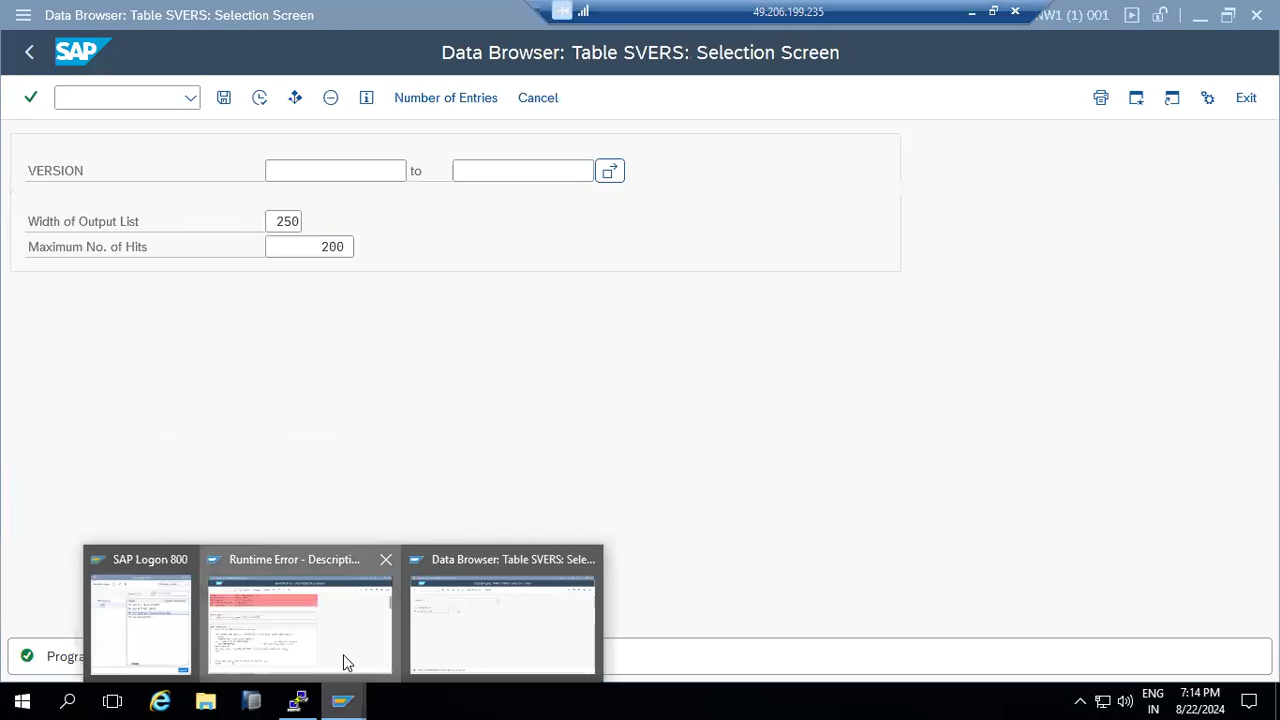 Data Browser: Table SVERS: Selection Screen
49.206.199.235
NW1 (1) 001
SAP
Data Browser: Table SVERS: Selection Screen
Number of Entries
Cancel
Exit
VERSION
to
Width of Output List
250
Maximum No. of Hits
200
SAP Logon 800
Runtime Error - Descripti...
Data Browser: Table SVERS: Sele...
Progra
ENG
IN
7:14 PM
8/22/2024